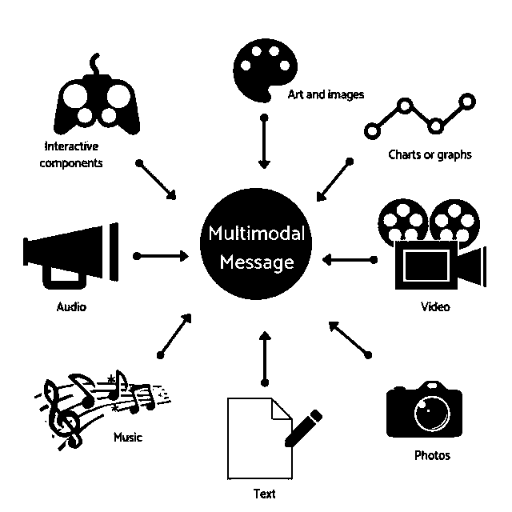 Art and images
Interactive
components
Charts or graphs
Multimodal
Message
Audio
Video
Music
Photos
Text